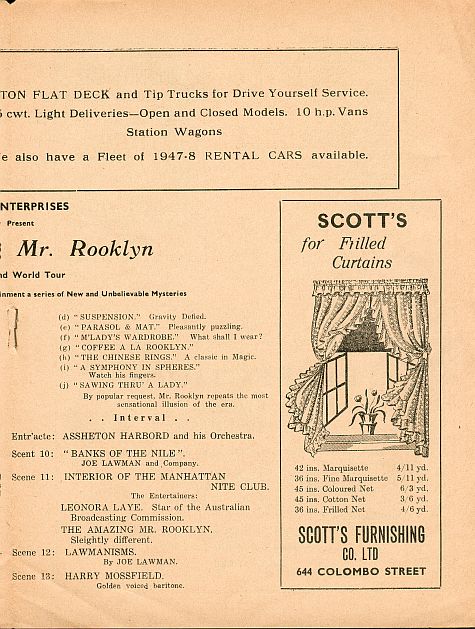 TON FLAT DECK and Tip Trucks for Drive Yourself Service.
cwt. Light Deliveries—Open and Closed Models. 10 h.p. Vans
Station Wagons
e also have a Fleet of 1947-8 RENTAL CARS available.
NTERPRISES
Present
Mr. Rooklyn
nd World Tour
inment a series of New and Unbelievable Mysteries
(d) "SUSPENSION." Gravity Defied.
(e) "PARASOL & MAT." Pleasantly puzzling.
(f) "M'LADY'S WARDROBE." What shall I wear?
(g) "COFFEE A LA ROOKLYN."
(h) "THE CHINESE RINGS." A classic in Magic.
(i) "A SYMPHONY IN SPHERES."
Watch his fingers.
(j) "SAWING THRU' A LADY."
By popular request, Mr. Rooklyn repeats the most
sensational illusion of the era.
. . Interval . .
Entr'acte: ASSHETON HARBORD and his Orchestra.
Scent 10: "BANKS OF THE NILE".
JOE LAWMAN and Company.
Scene 11: INTERIOR OF THE MANHATTAN
NITE CLUB.
The Entertainers:
LEONORA LAYE. Star of the Australian
Broadcasting Commission.
THE AMAZING MR. ROOKLYN.
Sleightly different.
Scene 12: LAWMANISMS.
By JOE LAWMAN.
Scene 13: HARRY MOSSFIELD.
Golden voiced baritone.
SCOTT'S
for Frilled
Curtains
42 ins. Marquisette 4/11 yd.
36 ins. Fine Marquisette 5/11 yd.
45 ins. Coloured Net 6/3 yd.
45 ins. Cotton Net 3/6 yd.
36 ins. Frilled Net 4/6 yd.
SCOTT'S FURNISHING
CO. LTD
644 COLOMBO STREET